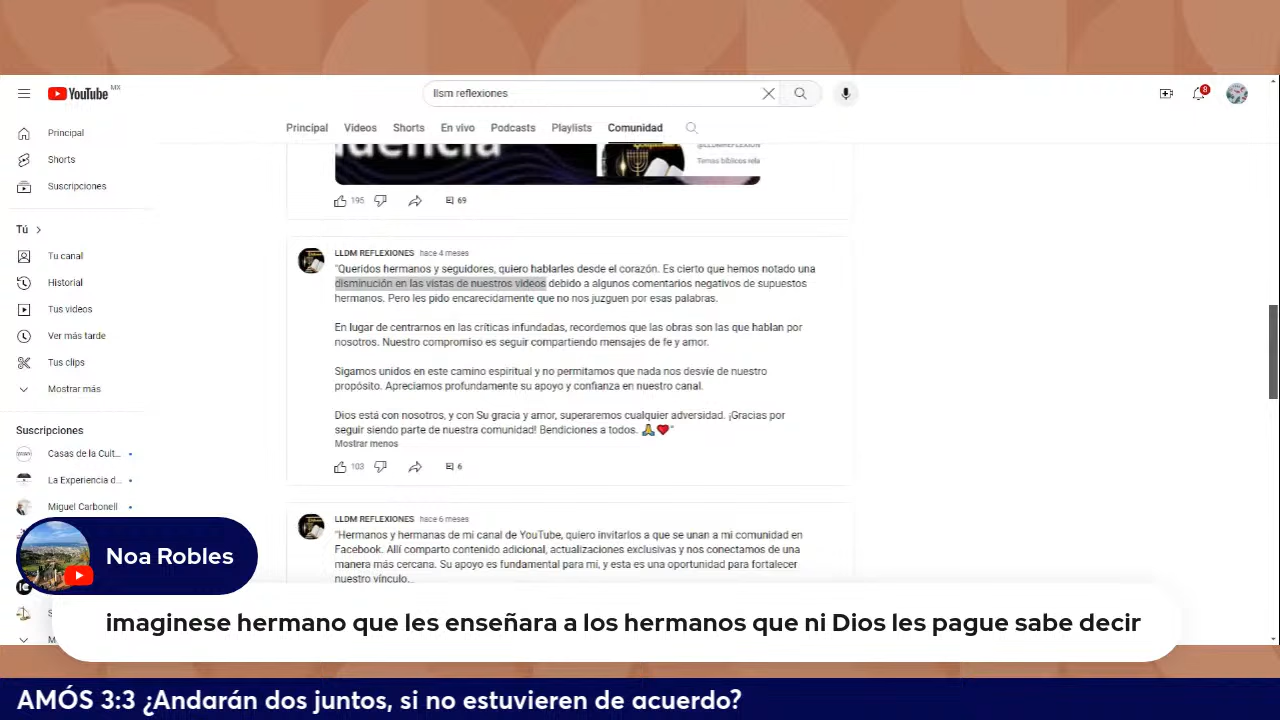 YouTube MX
llsm reflexiones
8
Principal
Videos
Shorts
En vivo
Podcasts
Playlists
Comunidad
Principal
Shorts
Suscripciones
Tú
Tu canal
Historial
Tus videos
Ver más tarde
Tus clips
Mostrar más
Suscripciones
Casas de la Cult...
La Experiencia d...
Miguel Carbonell
@LLDMREFLEXION
Temas bíblicos rela
195
69
LLDM REFLEXIONES hace 4 meses
"Queridos hermanos y seguidores, quiero hablarles desde el corazón. Es cierto que hemos notado una
disminución en las vistas de nuestros videos debido a algunos comentarios negativos de supuestos
hermanos. Pero les pido encarecidamente que no nos juzguen por esas palabras.
En lugar de centrarnos en las críticas infundadas, recordemos que las obras son las que hablan por
nosotros. Nuestro compromiso es seguir compartiendo mensajes de fe y amor.
Sigamos unidos en este camino espiritual y no permitamos que nada nos desvíe de nuestro
propósito. Apreciamos profundamente su apoyo y confianza en nuestro canal.
Dios está con nosotros, y con Su gracia y amor, superaremos cualquier adversidad. ¡Gracias por
seguir siendo parte de nuestra comunidad! Bendiciones a todos. 🙏❤️"
Mostrar menos
103
6
LLDM REFLEXIONES hace 6 meses
"Hermanos y hermanas de mi canal de YouTube, quiero invitarlos a que se unan a mi comunidad en
Facebook. Allí comparto contenido adicional, actualizaciones exclusivas y nos conectamos de una
manera más cercana. Su apoyo es fundamental para mí, y esta es una oportunidad para fortalecer
nuestro vínculo.
Noa Robles
imaginese hermano que les enseñara a los hermanos que ni Dios les pague sabe decir
AMÓS 3:3 ¿Andarán dos juntos, si no estuvieren de acuerdo?